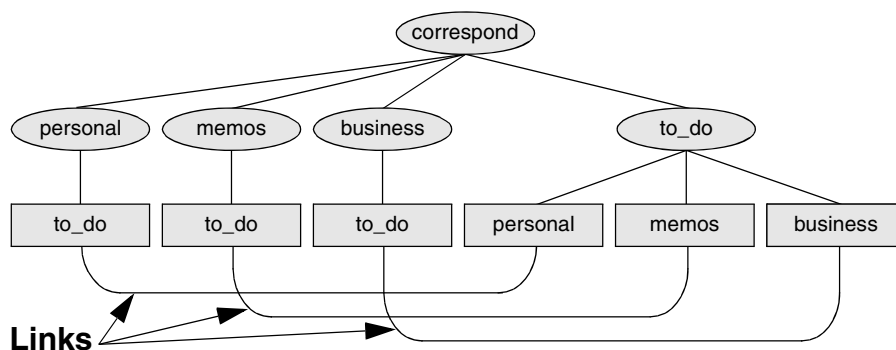 correspond
personal
memos
business
to_do
to_do
to_do
to_do
personal
memos
business
Links